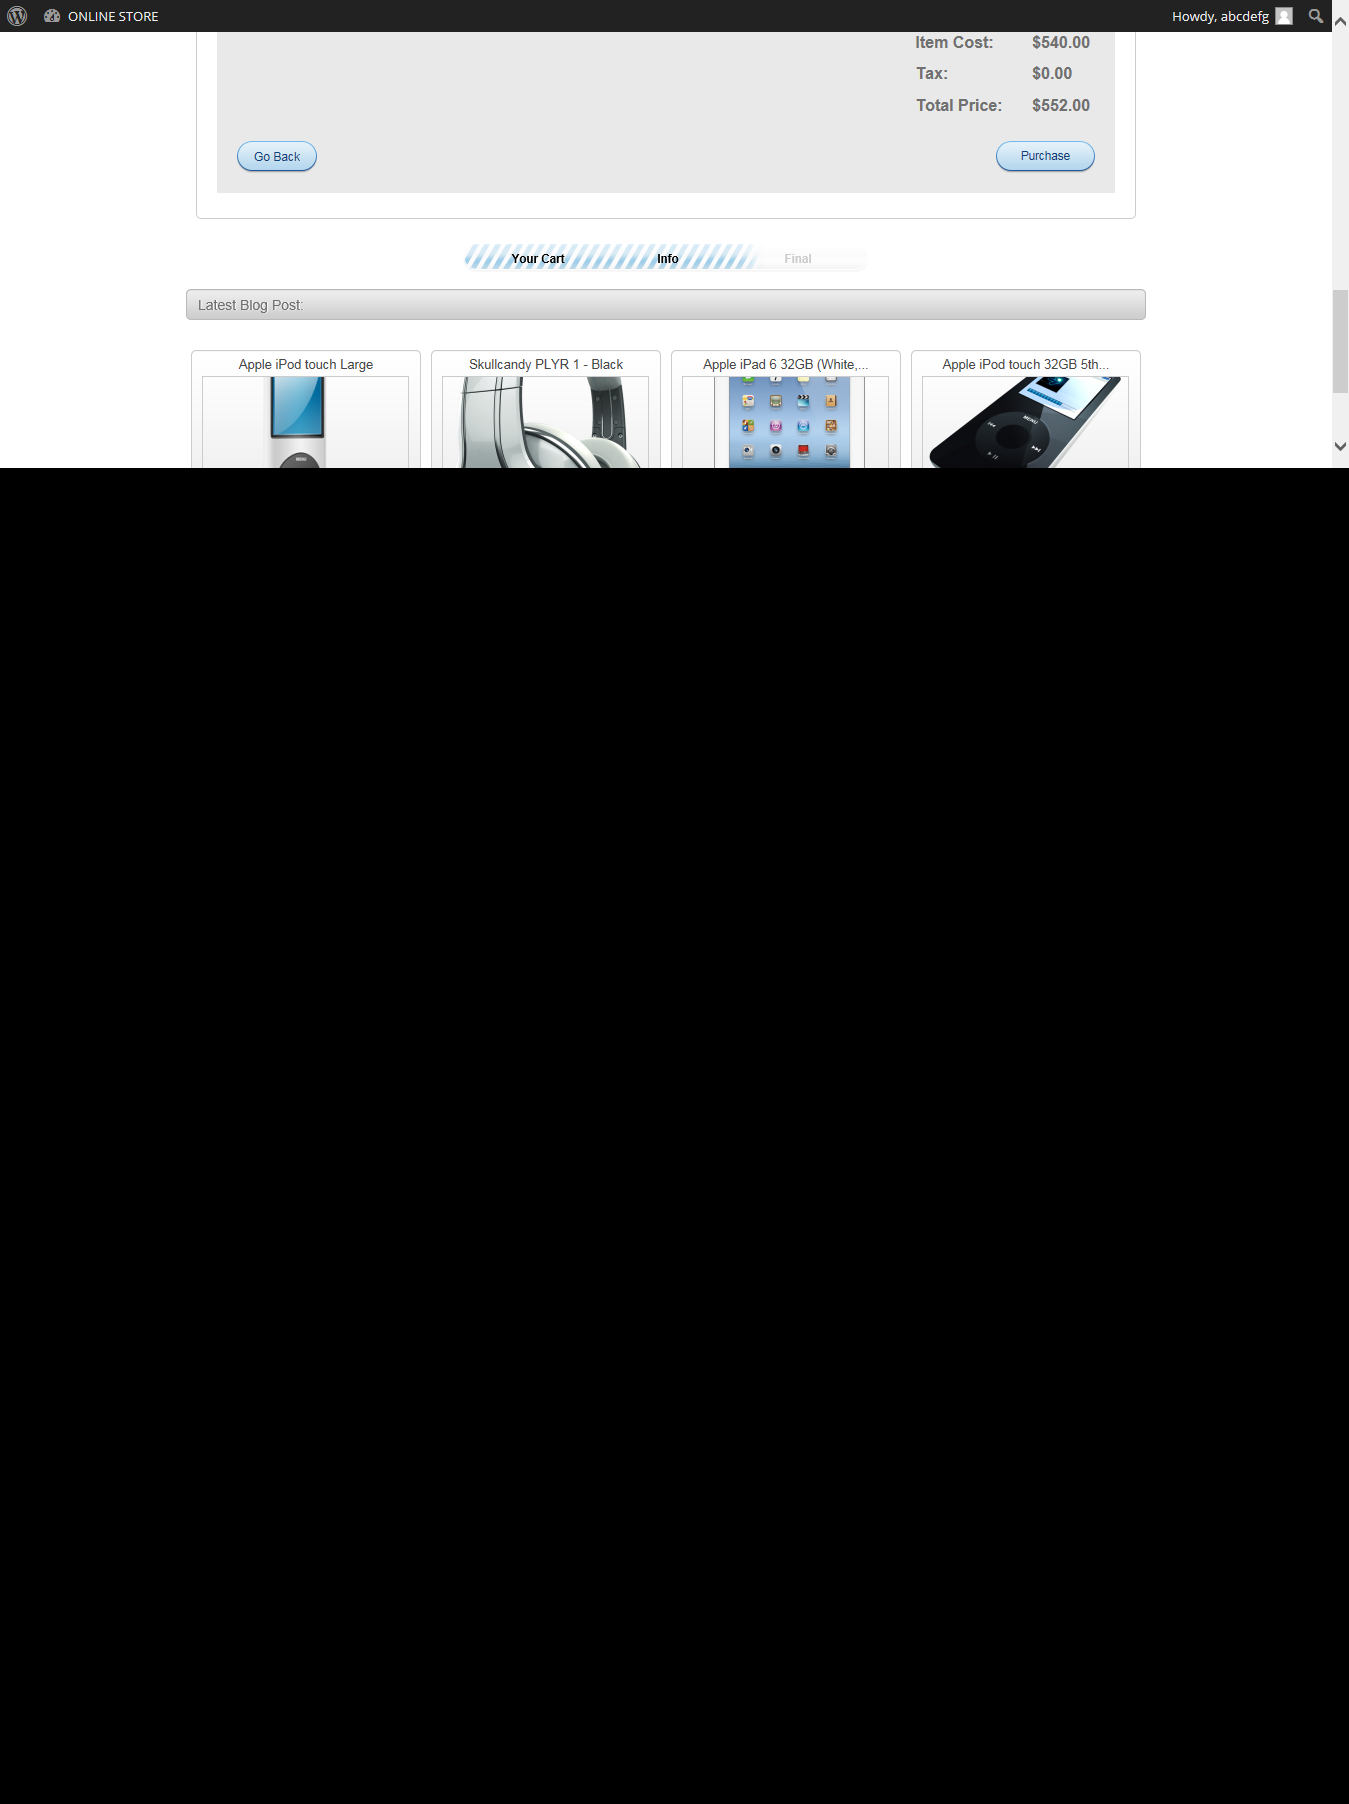 ONLINE STORE Howdy, abcdefg
Item Cost: $540.00
Tax: $0.00
Total Price: $552.00
Go Back Purchase
Your Cart Info Final
Latest Blog Post:
Apple iPod touch Large Skullcandy PLYR 1 - Black Apple iPad 6 32GB (White,... Apple iPod touch 32GB 5th...
MENU
MENU